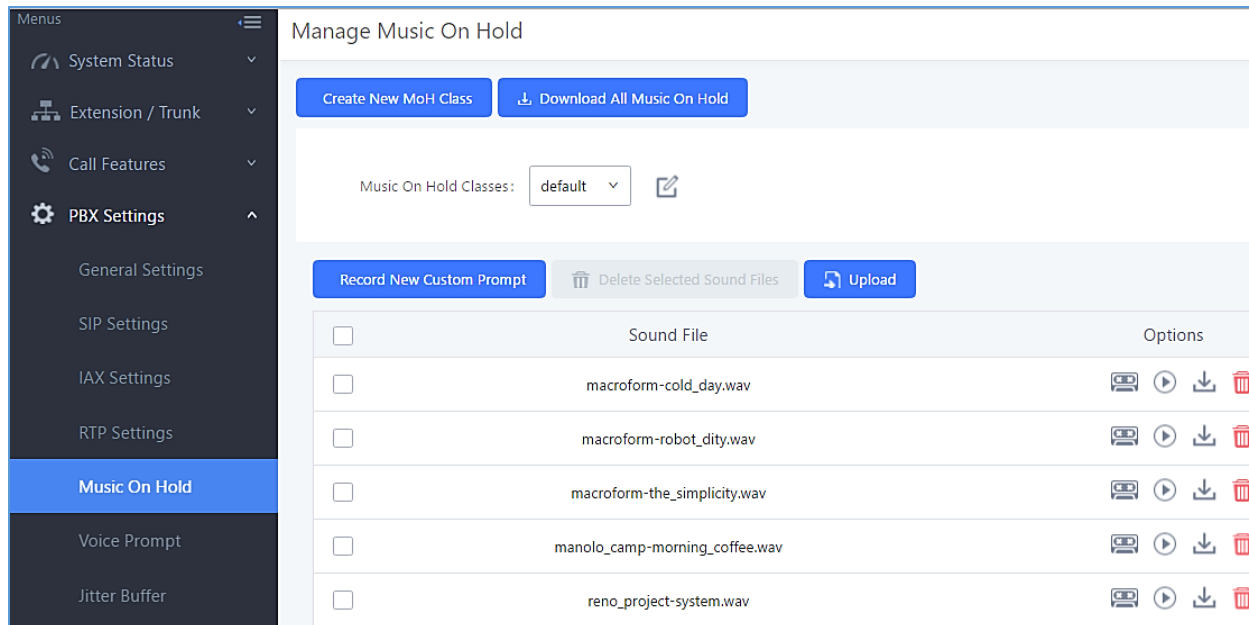 Menus
System Status
Extension / Trunk
Call Features
PBX Settings
General Settings
SIP Settings
IAX Settings
RTP Settings
Music On Hold
Voice Prompt
Jitter Buffer
Manage Music On Hold
Create New MoH Class
Download All Music On Hold
Music On Hold Classes:
default
Record New Custom Prompt
Delete Selected Sound Files
Upload
Sound File
Options
macroform-cold_day.wav
macroform-robot_dity.wav
macroform-the_simplicity.wav
manolo_camp-morning_coffee.wav
reno_project-system.wav